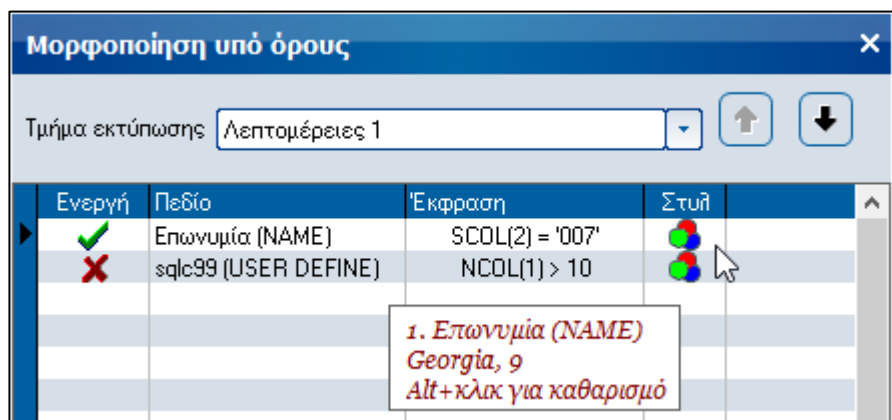 Μορφοποίηση υπό όρους
Τμήμα εκτύπωσης Λεπτομέρειες 1
Ενεργή Πεδίο Έκφραση Στυλ
Επωνυμία (NAME) SCOL(2) = '007'
sqlc99 (USER DEFINE) NCOL(1) > 10
1. Επωνυμία (NAME)
Georgia, 9
Alt+κλικ για καθαρισμό